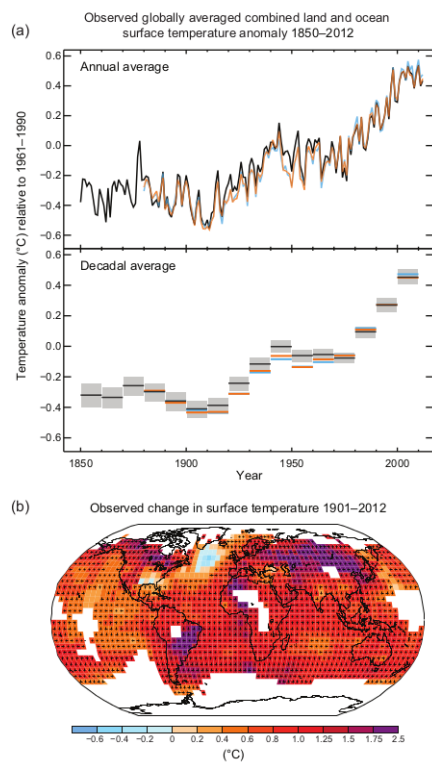 Observed globally averaged combined land and ocean
(a) surface temperature anomaly 1850–2012
Annual average
0.6
0.4
0.2
0.0
−0.2
−0.4
−0.6
Temperature anomaly (°C) relative to 1961–1990
Decadal average
0.6
0.4
0.2
0.0
−0.2
−0.4
−0.6
1850 1900 1950 2000
Year
(b) Observed change in surface temperature 1901–2012
−0.6 −0.4 −0.2 0 0.2 0.4 0.6 0.8 1.0 1.25 1.5 1.75 2.5
(°C)